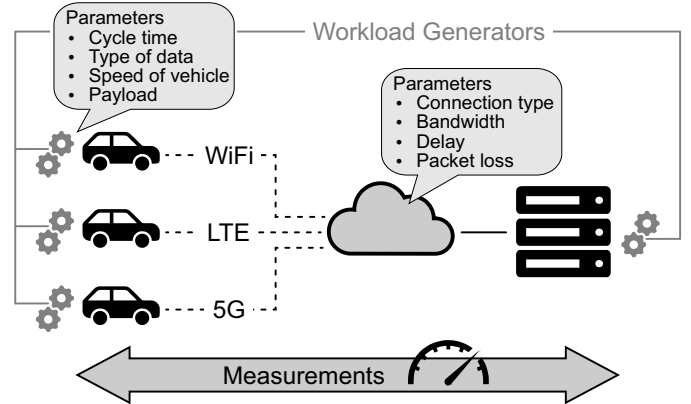 Parameters
• Cycle time
• Type of data
• Speed of vehicle
• Payload
Workload Generators
Parameters
• Connection type
• Bandwidth
• Delay
• Packet loss
WiFi
LTE
5G
Measurements